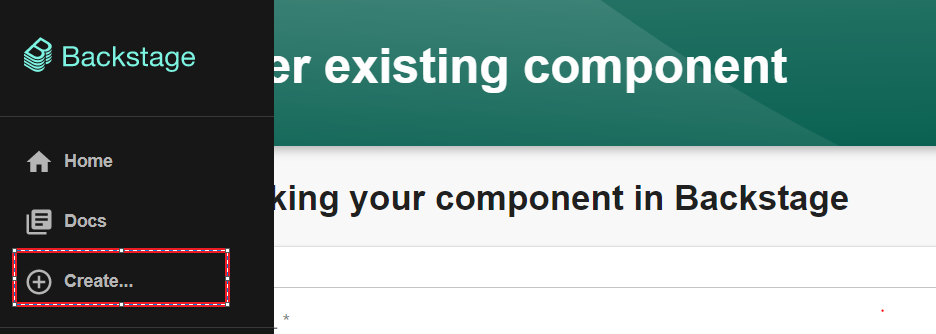 Backstage
er existing component
Home
king your component in Backstage
Docs
Create...
*